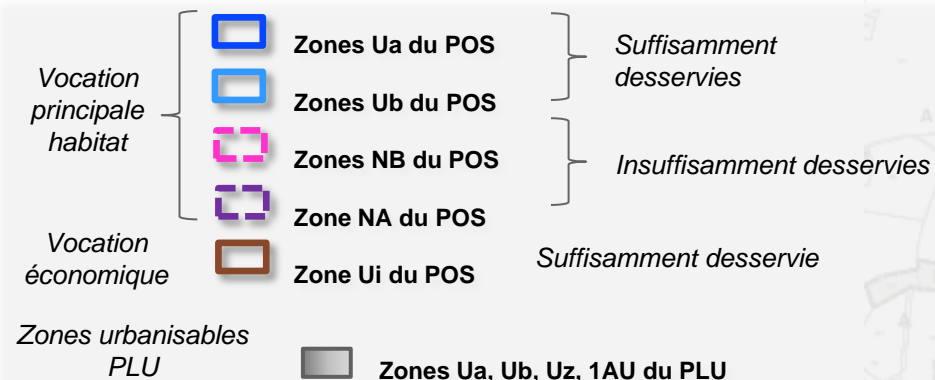 Zones Ua du POS
Suffisamment
desservies
Vocation
principale
habitat
Zones Ub du POS
Zones NB du POS
Insuffisamment desservies
Zone NA du POS
Vocation
économique
Zone Ui du POS
Suffisamment desservie
Zones urbanisables
PLU
Zones Ua, Ub, Uz, 1AU du PLU